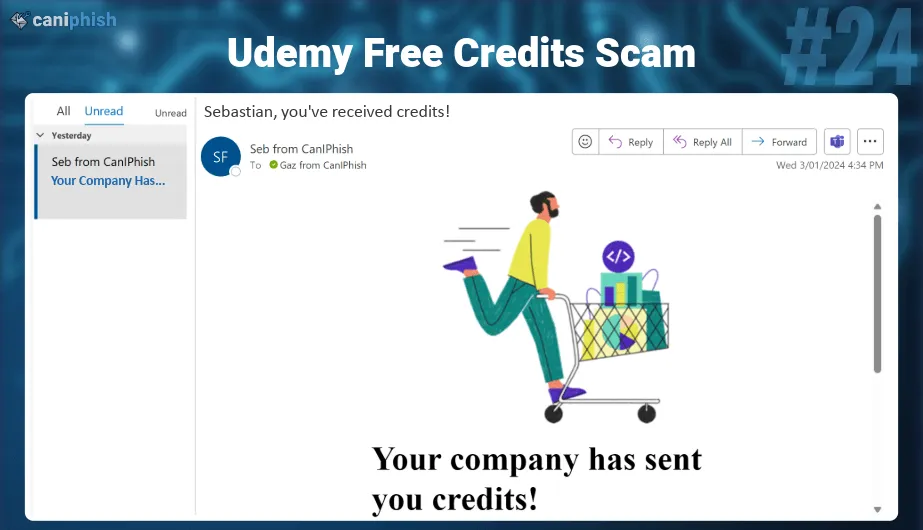 caniphish
#24
Udemy Free Credits Scam
All Unread Unread
Yesterday
Seb from CanIPhish
Your Company Has...
Sebastian, you've received credits!
SF
Seb from CanIPhish
To Gaz from CanIPhish
Reply Reply All Forward
Wed 3/01/2024 4:34 PM
</>
Your company has sent
you credits!